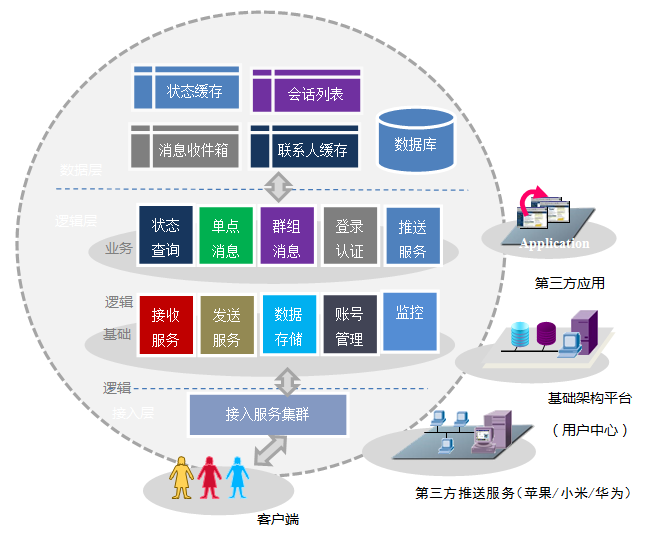 状态缓存
会话列表
消息收件箱
联系人缓存
数据库
数据层
逻辑层
状态
查询
单点
消息
群组
消息
登录
认证
推送
服务
业务
逻辑
接收
服务
发送
服务
数据
存储
账号
管理
监控
基础
逻辑
接入层
接入服务集群
客户端
Application
第三方应用
基础架构平台
（用户中心）
第三方推送服务（苹果/小米/华为）